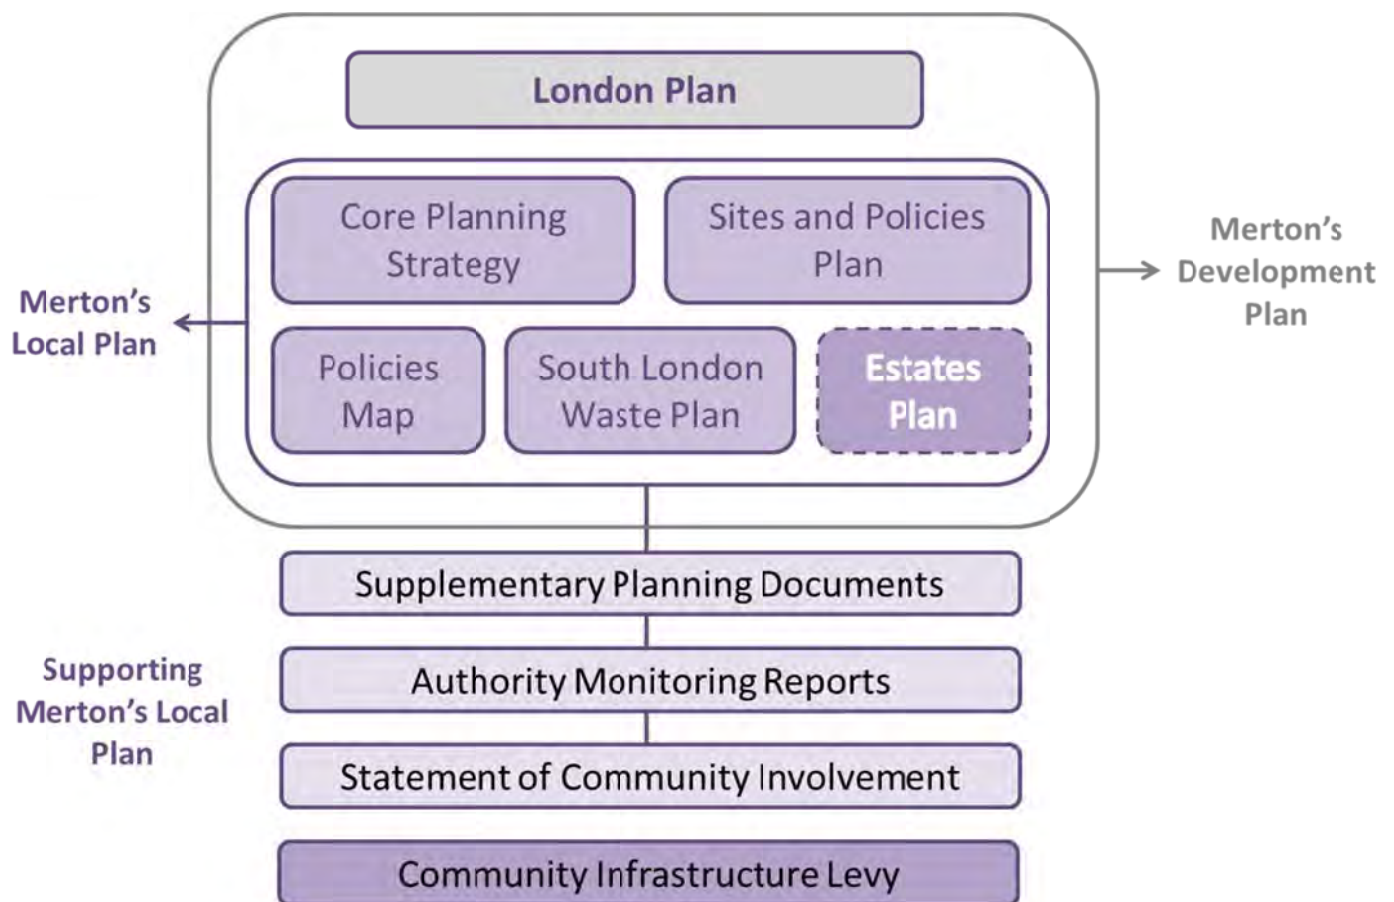 London Plan
Core Planning
Strategy
Sites and Policies
Plan
Merton's
Development
Plan
Merton's
Local Plan
Policies
Map
South London
Waste Plan
Estates
Plan
Supplementary Planning Documents
Authority Monitoring Reports
Supporting
Merton's Local
Plan
Statement of Community Involvement
Community Infrastructure Levy